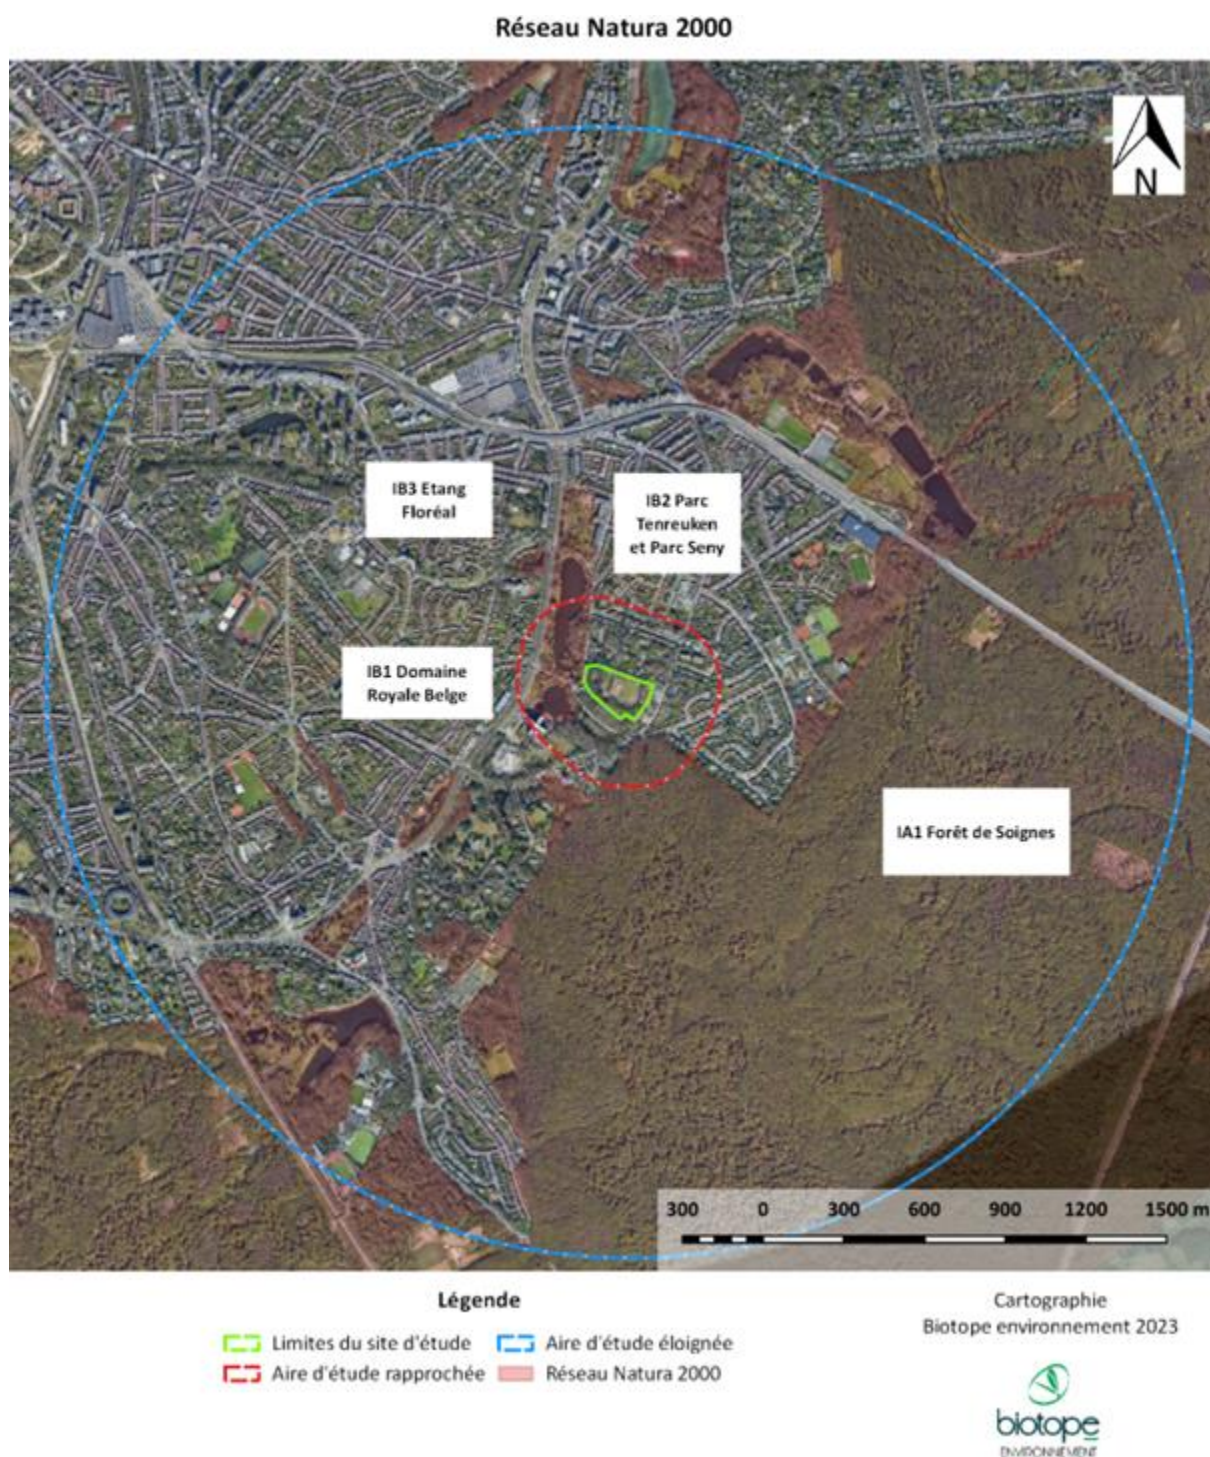 Réseau Natura 2000
N
IB3 Etang
Floréal
IB2 Parc
Tenreuken
et Parc Seny
IB1 Domaine
Royale Belge
IA1 Forêt de Soignes
300 0 300 600 900 1200 1500 m
Légende
Limites du site d'étude
Aire d'étude éloignée
Aire d'étude rapprochée
Réseau Natura 2000
Cartographie
Biotope environnement 2023
biotope
ENVIRONNEMENT